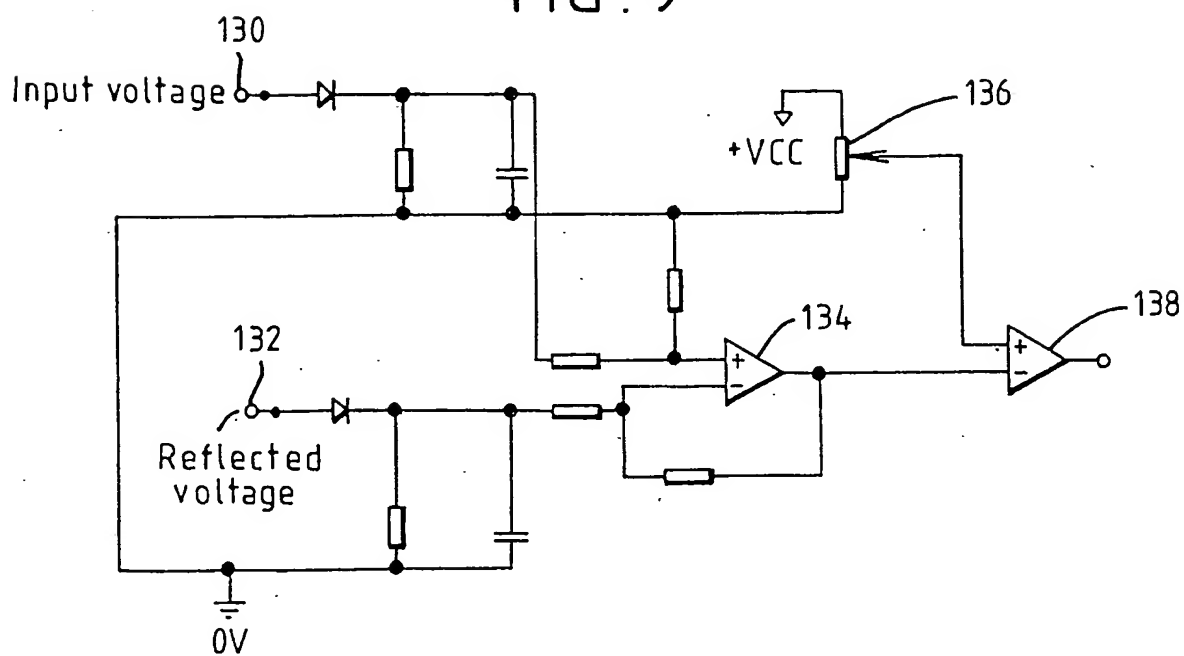 130
Input voltage
136
+VCC
+
-
134
+
-
138
132
Reflected
voltage
0V